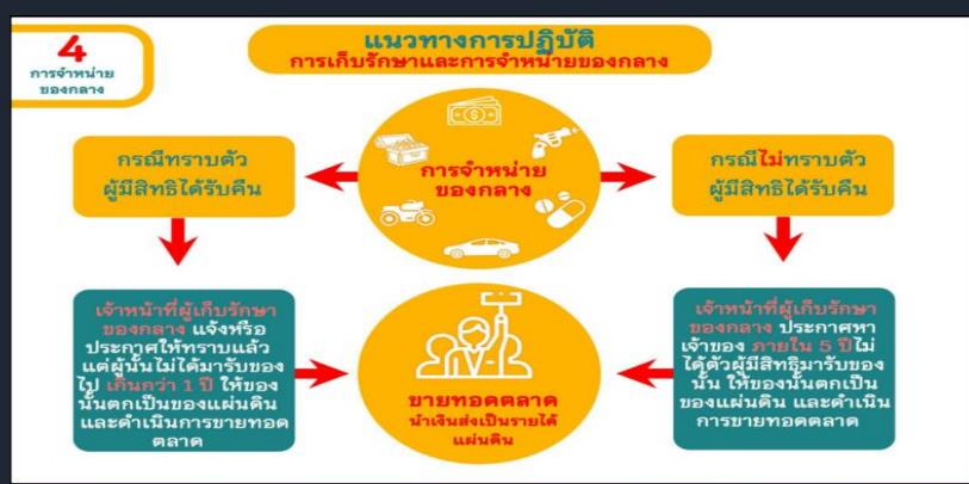 4
การจำหน่าย
ของกลาง
แนวทางการปฏิบัติ
การเก็บรักษาและการจำหน่ายของกลาง
กรณีทราบตัว
ผู้มีสิทธิได้รับคืน
การจำหน่าย
ของกลาง
กรณีไม่ทราบตัว
ผู้มีสิทธิได้รับคืน
เจ้าหน้าที่ผู้เก็บรักษา
ของกลาง แจ้งหรือ
ประกาศให้ทราบแล้ว
แต่ผู้นั้นไม่ได้มารับของ
ไป เกินกว่า 1 ปี ให้ของ
นั้นตกเป็นของแผ่นดิน
และดำเนินการขายทอด
ตลาด
ขายทอดตลาด
นำเงินส่งเป็นรายได้
แผ่นดิน
เจ้าหน้าที่ผู้เก็บรักษา
ของกลาง ประกาศหา
เจ้าของ ภายใน 5 ปีไม่
ได้ตัวผู้มีสิทธิมารับของ
นั้น ให้ของนั้นตกเป็น
ของแผ่นดิน และดำเนิน
การขายทอดตลาด